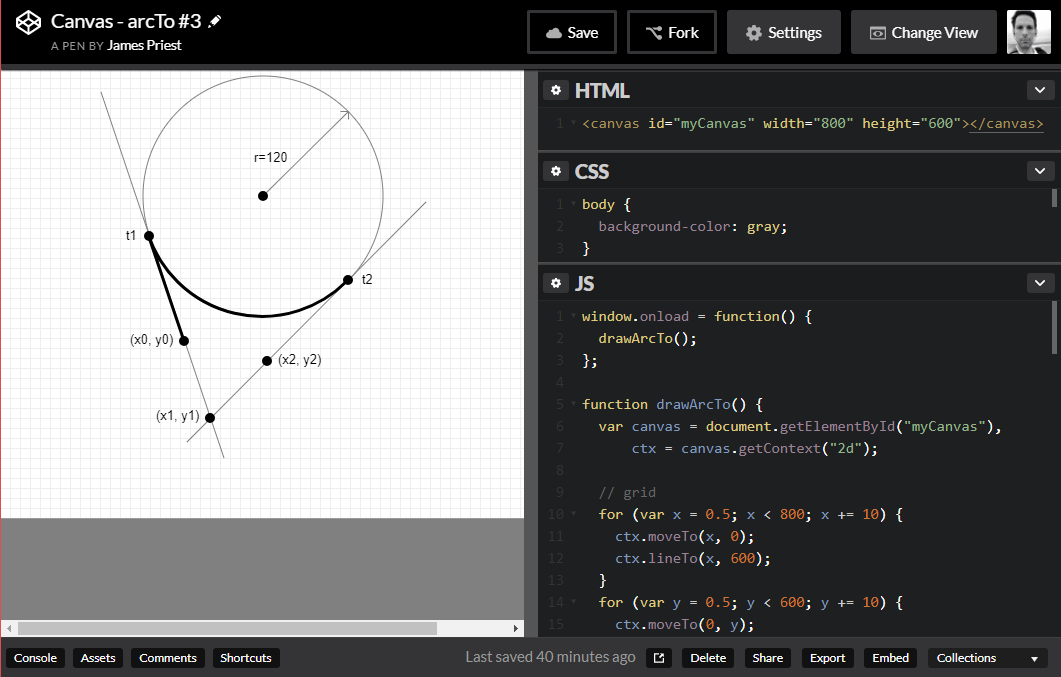 Canvas - arcTo #3
A PEN BY James Priest
Save
Fork
Settings
Change View
r=120
t1
t2
(x0, y0)
(x2, y2)
(x1, y1)
HTML
1 <canvas id="myCanvas" width="800" height="600"></canvas>
CSS
1 body {
2 background-color: gray;
3 }
JS
1 window.onload = function() {
2 drawArcTo();
3 };
4
5 function drawArcTo() {
6 var canvas = document.getElementById("myCanvas"),
7 ctx = canvas.getContext("2d");
8
9 // grid
10 for (var x = 0.5; x < 800; x += 10) {
11 ctx.moveTo(x, 0);
12 ctx.lineTo(x, 600);
13 }
14 for (var y = 0.5; y < 600; y += 10) {
15 ctx.moveTo(0, y);
Console
Assets
Comments
Shortcuts
Last saved 40 minutes ago
Delete
Share
Export
Embed
Collections